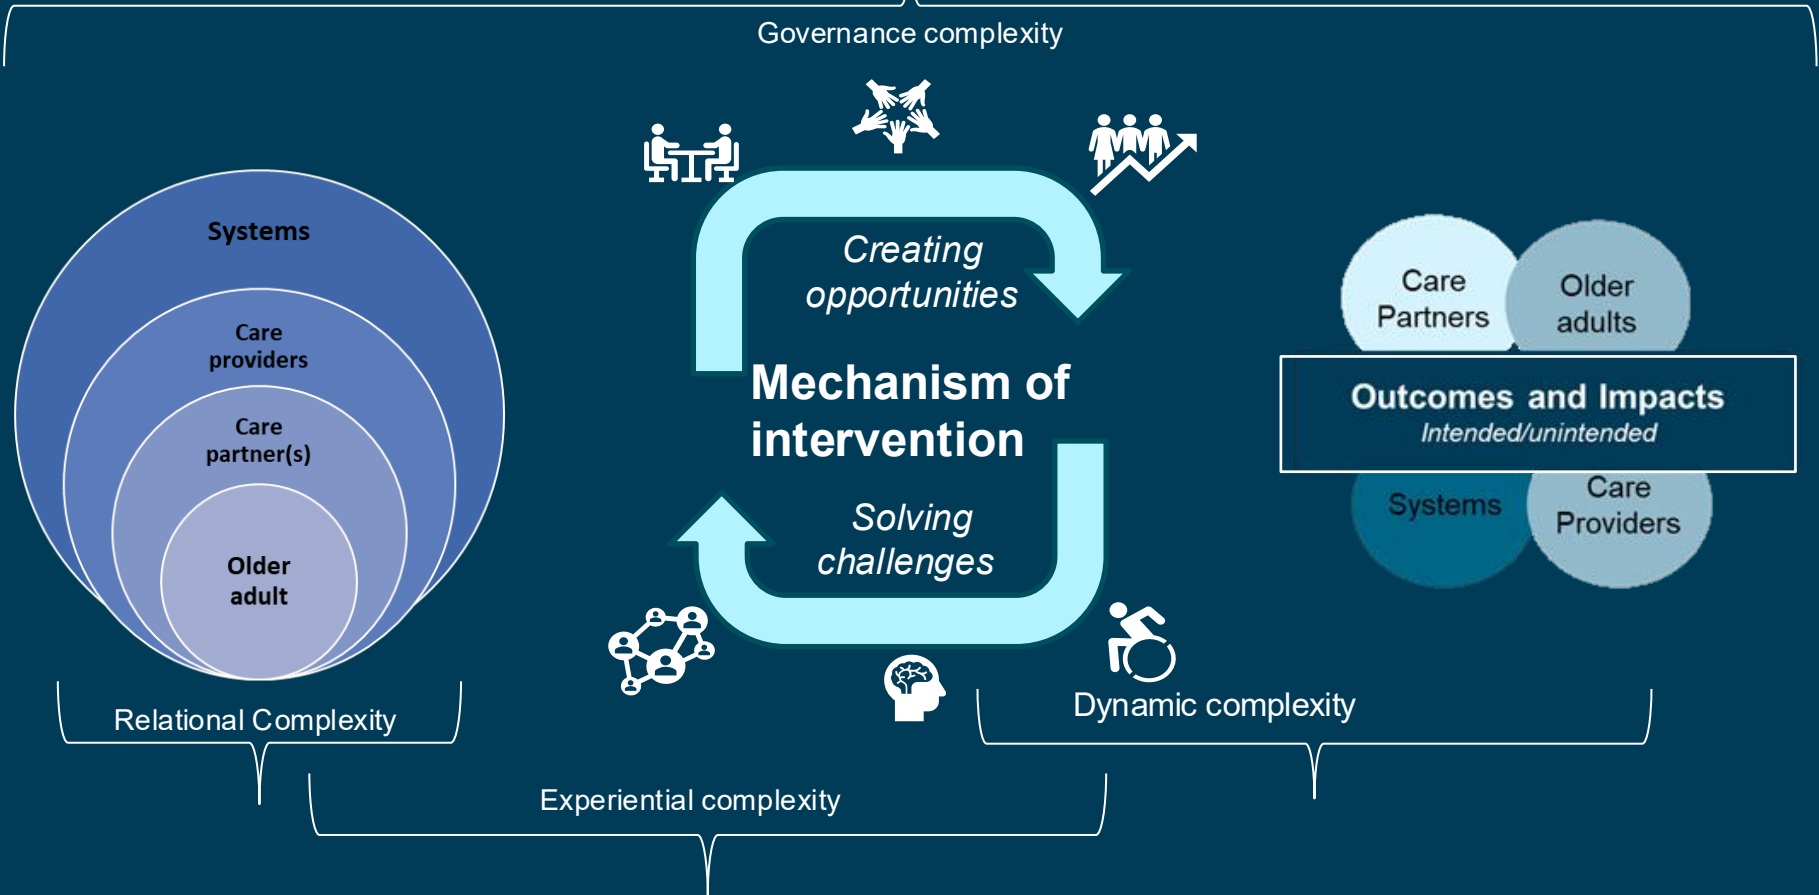 Governance complexity
Systems
Care
providers
Care
partner(s)
Older
adult
Creating
opportunities
Mechanism of
intervention
Solving
challenges
Care
Partners
Older
adults
Outcomes and Impacts
Intended/unintended
Systems
Care
Providers
Relational Complexity
Dynamic complexity
Experiential complexity